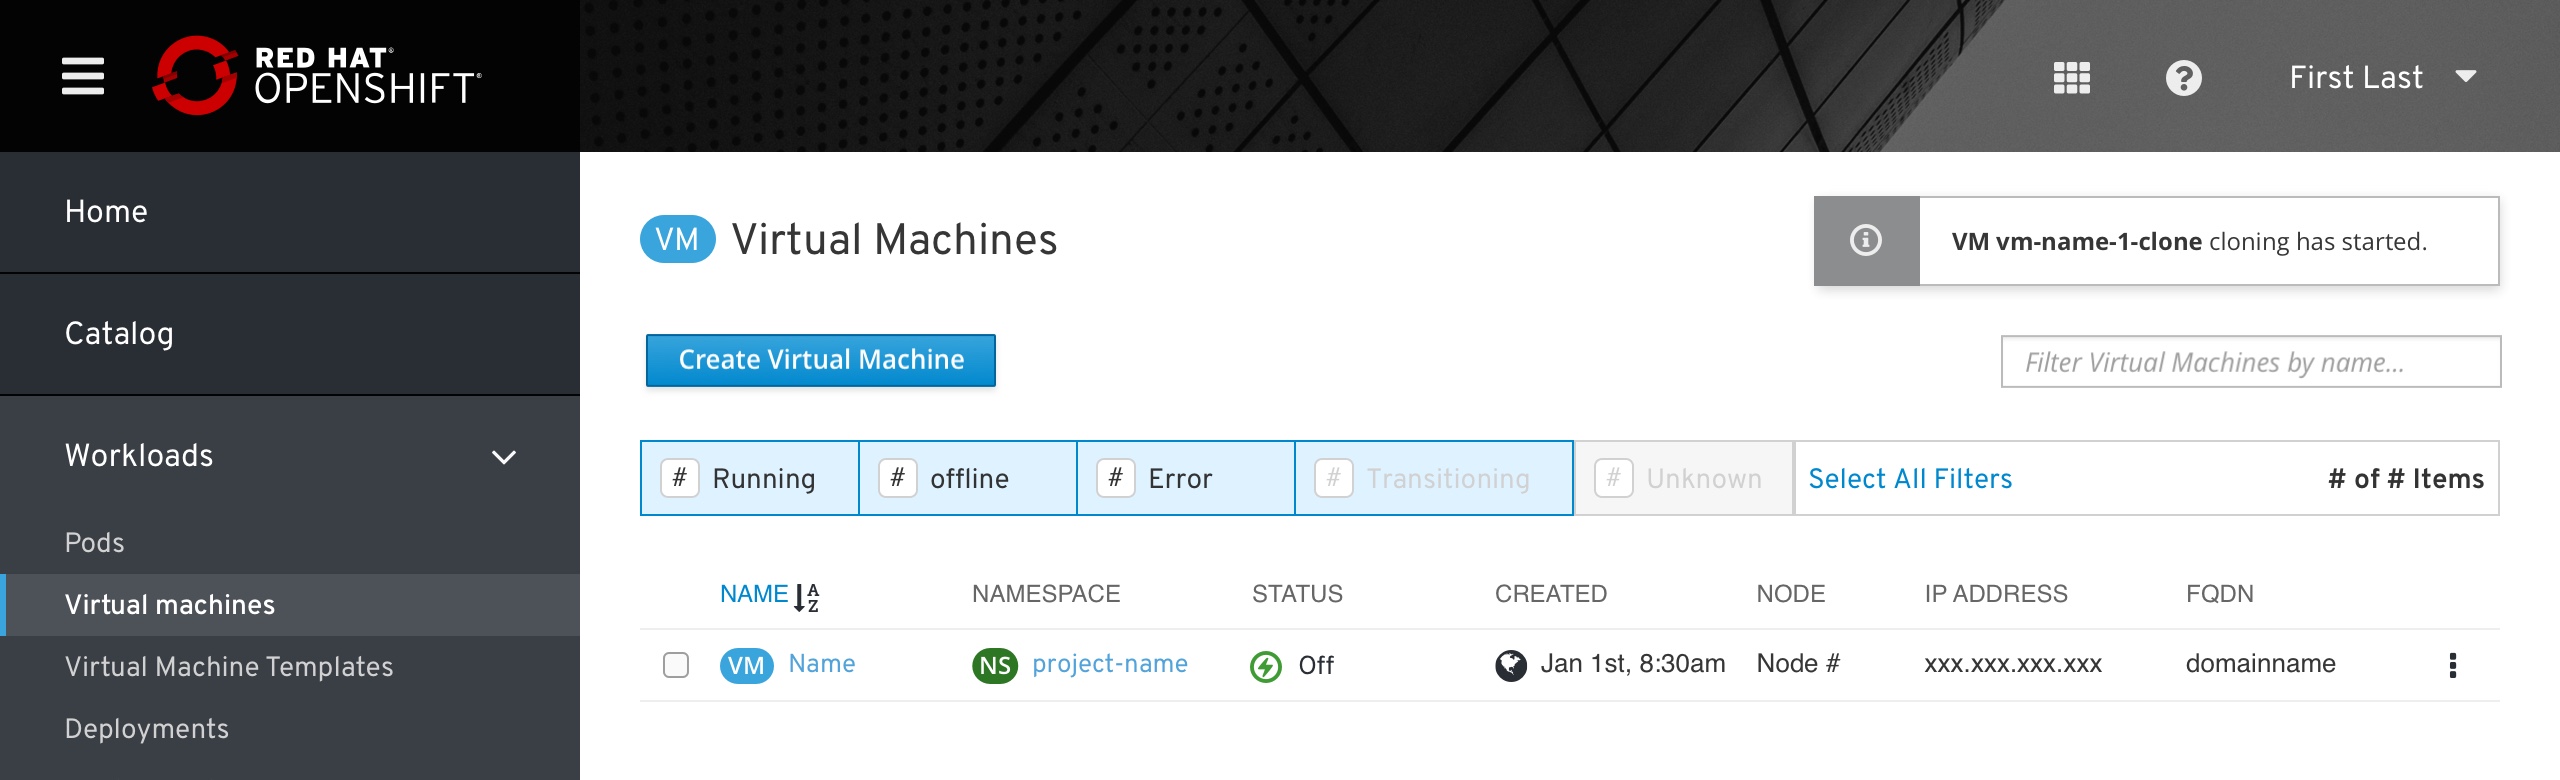 RED HAT®
OPENSHIFT®
First Last
Home
Catalog
Workloads
Pods
Virtual machines
Virtual Machine Templates
Deployments
VM Virtual Machines
VM vm-name-1-clone cloning has started.
Create Virtual Machine
Filter Virtual Machines by name...
# Running # offline # Error # Transitioning # Unknown Select All Filters # of # Items
NAME AZ NAMESPACE STATUS CREATED NODE IP ADDRESS FQDN
VM Name NS project-name Off Jan 1st, 8:30am Node # xxx.xxx.xxx.xxx domainname